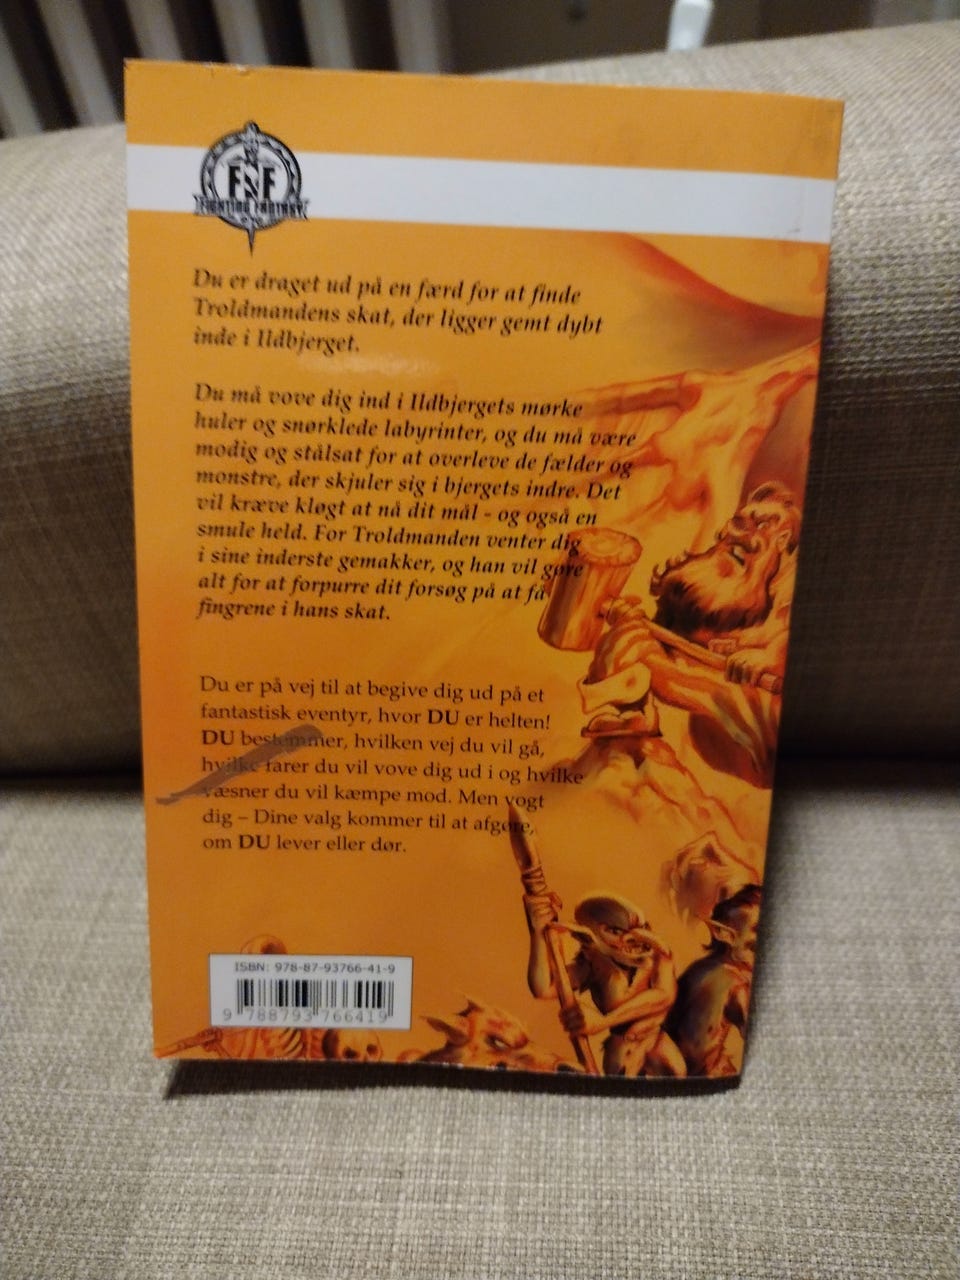 FF
FIGHTING FANTASY
Du er draget ud på en færd for at finde
Troldmandens skat, der ligger gemt dybt
inde i Ildbjerget.
Du må vove dig ind i Ildbjergets mørke
huler og snørklede labyrinter, og du må være
modig og stålsat for at overleve de fælder og
monstre, der skjuler sig i bjergets indre. Det
vil kræve kløgt at nå dit mål - og også en
smule held. For Troldmanden venter dig
i sine inderste gemakker, og han vil gøre
alt for at forpurre dit forsøg på at få
fingrene i hans skat.
Du er på vej til at begive dig ud på et
fantastisk eventyr, hvor DU er helten!
DU bestemmer, hvilken vej du vil gå,
hvilke farer du vil vove dig ud i og hvilke
væsner du vil kæmpe mod. Men vogt
dig – Dine valg kommer til at afgøre,
om DU lever eller dør.
ISBN: 978-87-93766-41-9
9 788793 766419